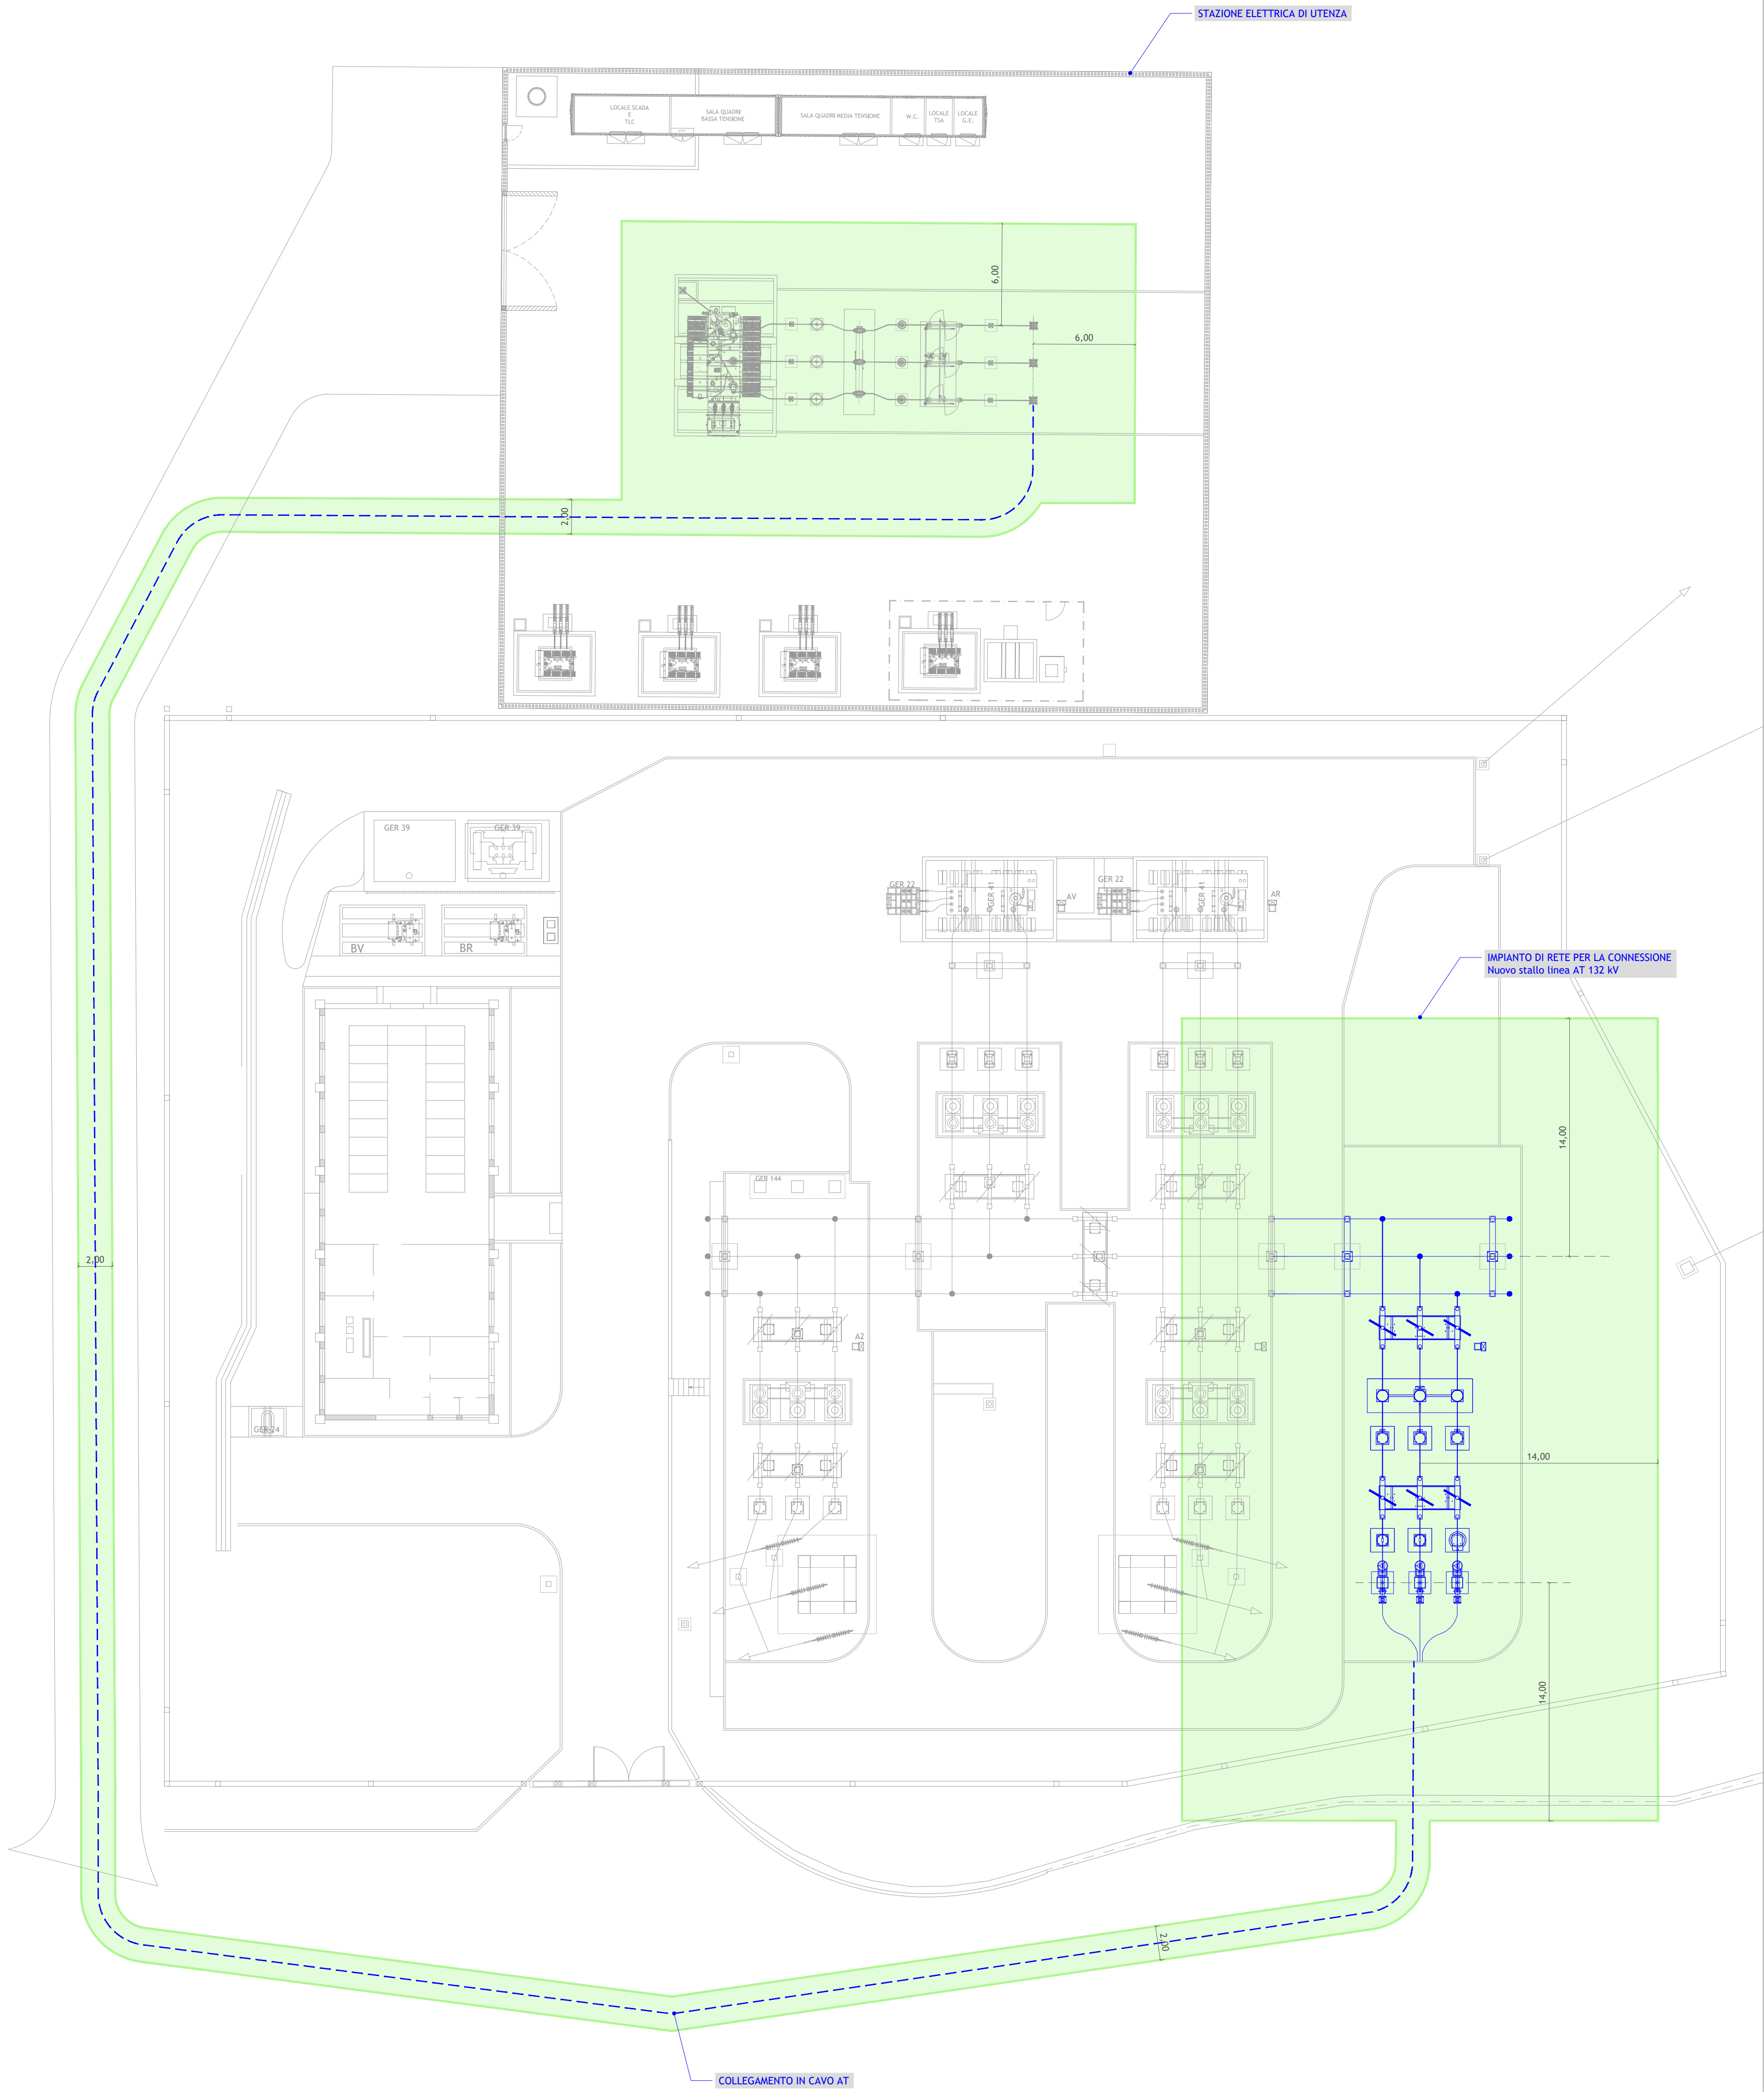 STAZIONE ELETTRICA DI UTENZA
LOCALE SCADA
E
TLC
SALA QUADRI
BASSA TENSIONE
SALA QUADRI MEDIA TENSIONE
W.C.
LOCALE
TSA
LOCALE
G.E.
6,00
6,00
2,00
GER 39
GER 39
BV
BR
GER 22
GER 41
AV
GER 22
GER 41
AR
IMPIANTO DI RETE PER LA CONNESSIONE
Nuovo stallo linea AT 132 kV
14,00
GER 144
2,00
A2
GER 24
14,00
14,00
2,00
COLLEGAMENTO IN CAVO AT